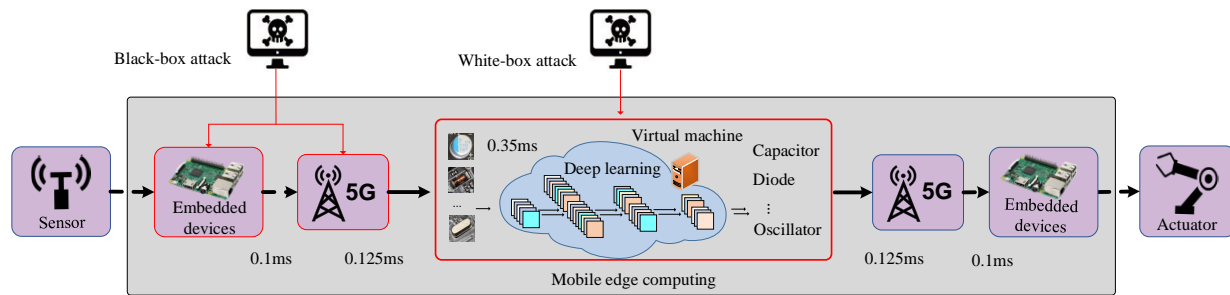 Black-box attack
White-box attack
Sensor
Embedded
devices
0.1ms
5G
0.125ms
0.35ms
...
Deep learning
Virtual machine
Capacitor
Diode
⋮
Oscillator
Mobile edge computing
5G
0.125ms
Embedded
devices
0.1ms
Actuator